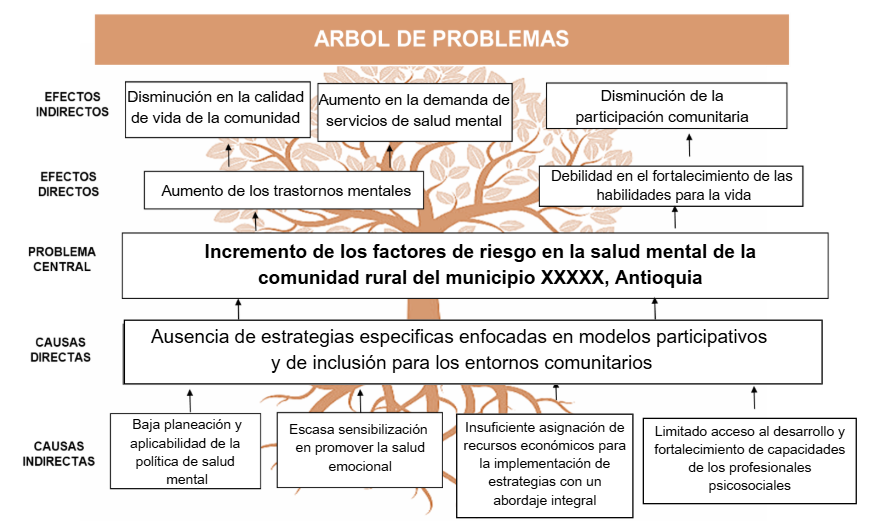 ARBOL DE PROBLEMAS
EFECTOS
INDIRECTOS
Disminución en la calidad
de vida de la comunidad
Aumento en la demanda de
servicios de salud mental
Disminución de la
participación comunitaria
EFECTOS
DIRECTOS
Aumento de los trastornos mentales
Debilidad en el fortalecimiento de las
habilidades para la vida
PROBLEMA
CENTRAL
Incremento de los factores de riesgo en la salud mental de la
comunidad rural del municipio XXXXX, Antioquia
CAUSAS
DIRECTAS
Ausencia de estrategias especificas enfocadas en modelos participativos
y de inclusión para los entornos comunitarios
CAUSAS
INDIRECTAS
Baja planeación y
aplicabilidad de la
política de salud
mental
Escasa sensibilización
en promover la salud
emocional
Insuficiente asignación de
recursos económicos para
la implementación de
estrategias con un
abordaje integral
Limitado acceso al desarrollo y
fortalecimiento de capacidades
de los profesionales
psicosociales